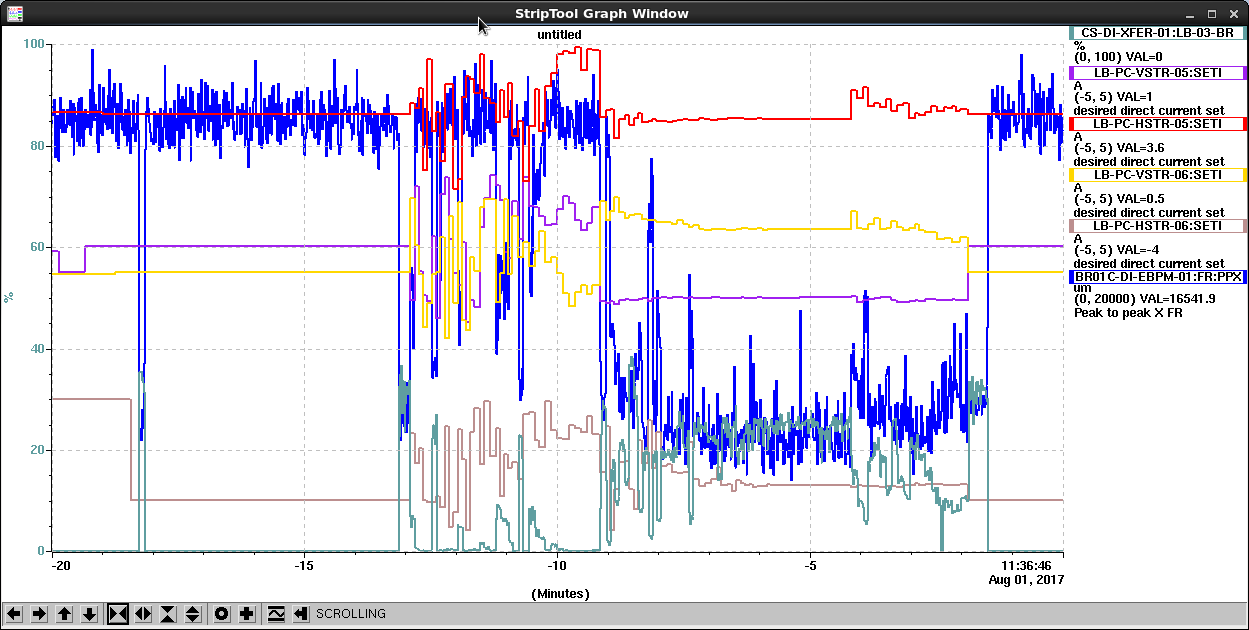 StripTool Graph Window
untitled
100
80
60
40
20
0
%
-20
-15
-10
-5
11:36:46
Aug 01, 2017
(Minutes)
CS-DI-XFER-01:LB-03-BR
%
(0, 100) VAL=0
LB-PC-VSTR-05:SETI
A
(-5, 5) VAL=1
desired direct current set
LB-PC-HSTR-05:SETI
A
(-5, 5) VAL=3.6
desired direct current set
LB-PC-VSTR-06:SETI
A
(-5, 5) VAL=0.5
desired direct current set
LB-PC-HSTR-06:SETI
A
(-5, 5) VAL=-4
desired direct current set
BR01C-DI-EBPM-01:FR:PPX
um
(0, 20000) VAL=16541.9
Peak to peak X FR
SCROLLING